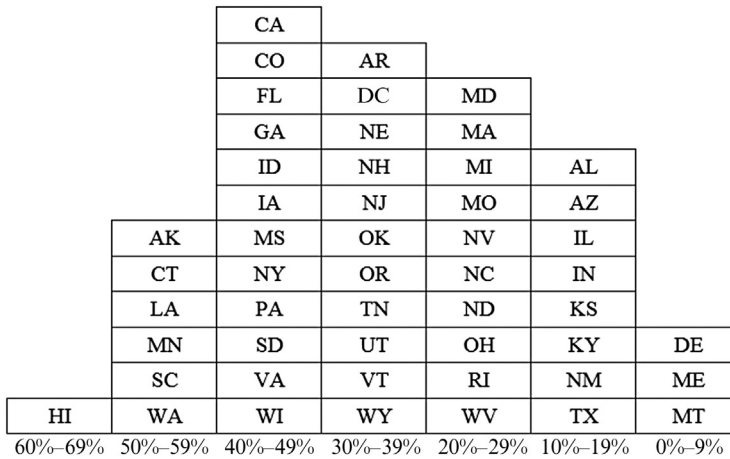 CA
CO AR
FL DC MD
GA NE MA
ID NH MI AL
IA NJ MO AZ
AK MS OK NV IL
CT NY OR NC IN
LA PA TN ND KS
MN SD UT OH KY DE
SC VA VT RI NM ME
HI WA WI WY WV TX MT
60%–69% 50%–59% 40%–49% 30%–39% 20%–29% 10%–19% 0%–9%